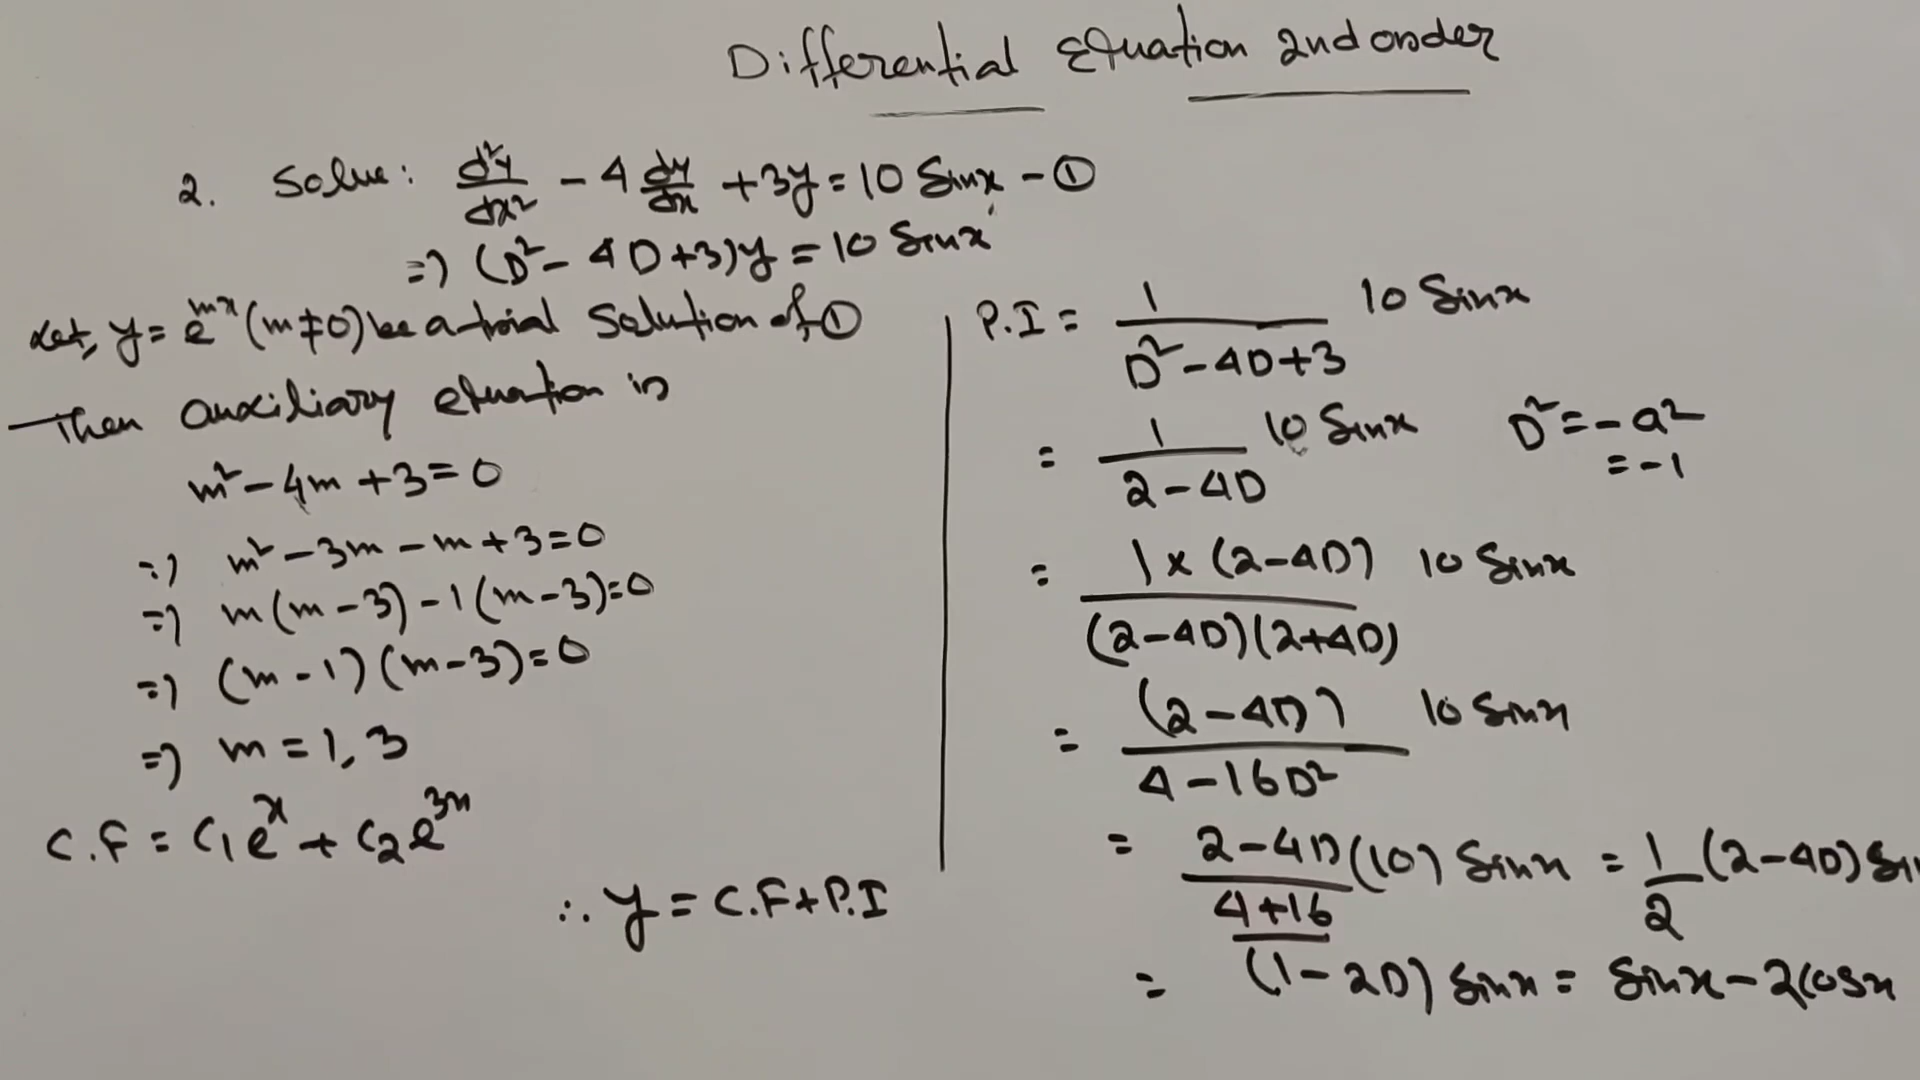 Differential Equation 2nd order
2. Solve: d²y/dx² - 4 dy/dx + 3y = 10 Sinx - ①
=> (D² - 4D+3)y = 10 Sinx
Let, y = e^mx (m≠0) be a trial Solution of ①
Then auxiliary equation is
m² - 4m + 3 = 0
=> m² - 3m - m + 3 = 0
=> m(m - 3) - 1(m - 3) = 0
=> (m - 1)(m - 3) = 0
=> m = 1, 3
C.F = C₁e^x + C₂e^3x
∴ y = C.F + P.I
P.I = 1/(D² - 4D + 3) 10 Sinx
= 1/(2 - 4D) 10 Sinx D² = -a²
= -1
= 1 × (2-4D)/(2-4D)(2+4D) 10 Sinx
= (2-4D)/(4 - 16D²) 10 Sinx
= 2-4D/(4+16) (10) Sinx = 1/2 (2-4D) Si
= (1 - 2D) Sinx = Sinx - 2Cosx